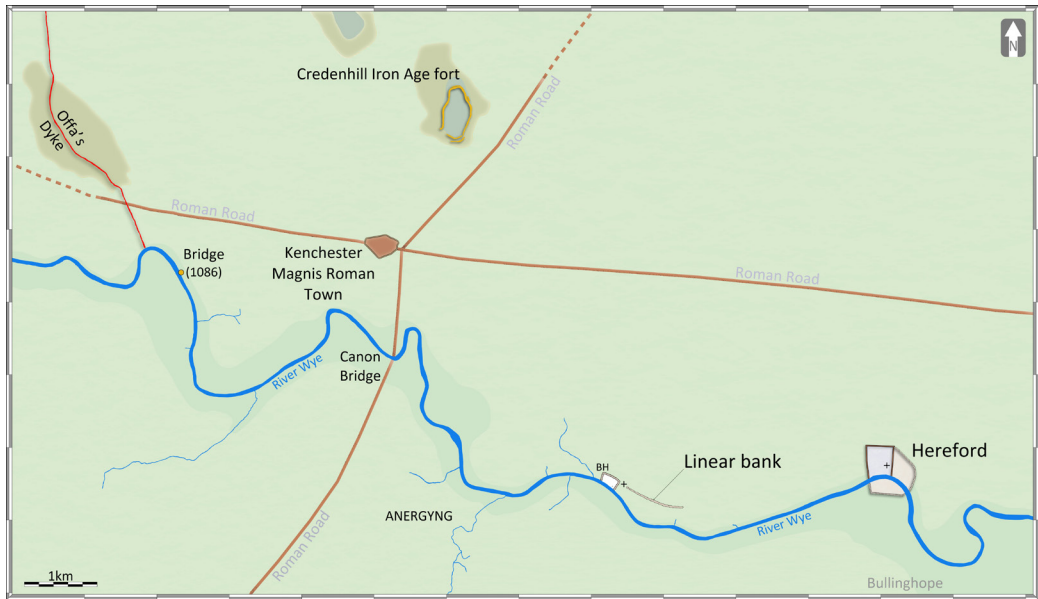 N
Credenhill Iron Age fort
Roman Road
Offa's
Dyke
Roman Road
Bridge
(1086)
Kenchester
Magnis Roman
Town
Roman Road
Canon
Bridge
River Wye
Hereford
BH
Linear bank
ANERGYNG
River Wye
Roman Road
1km
Bullinghope